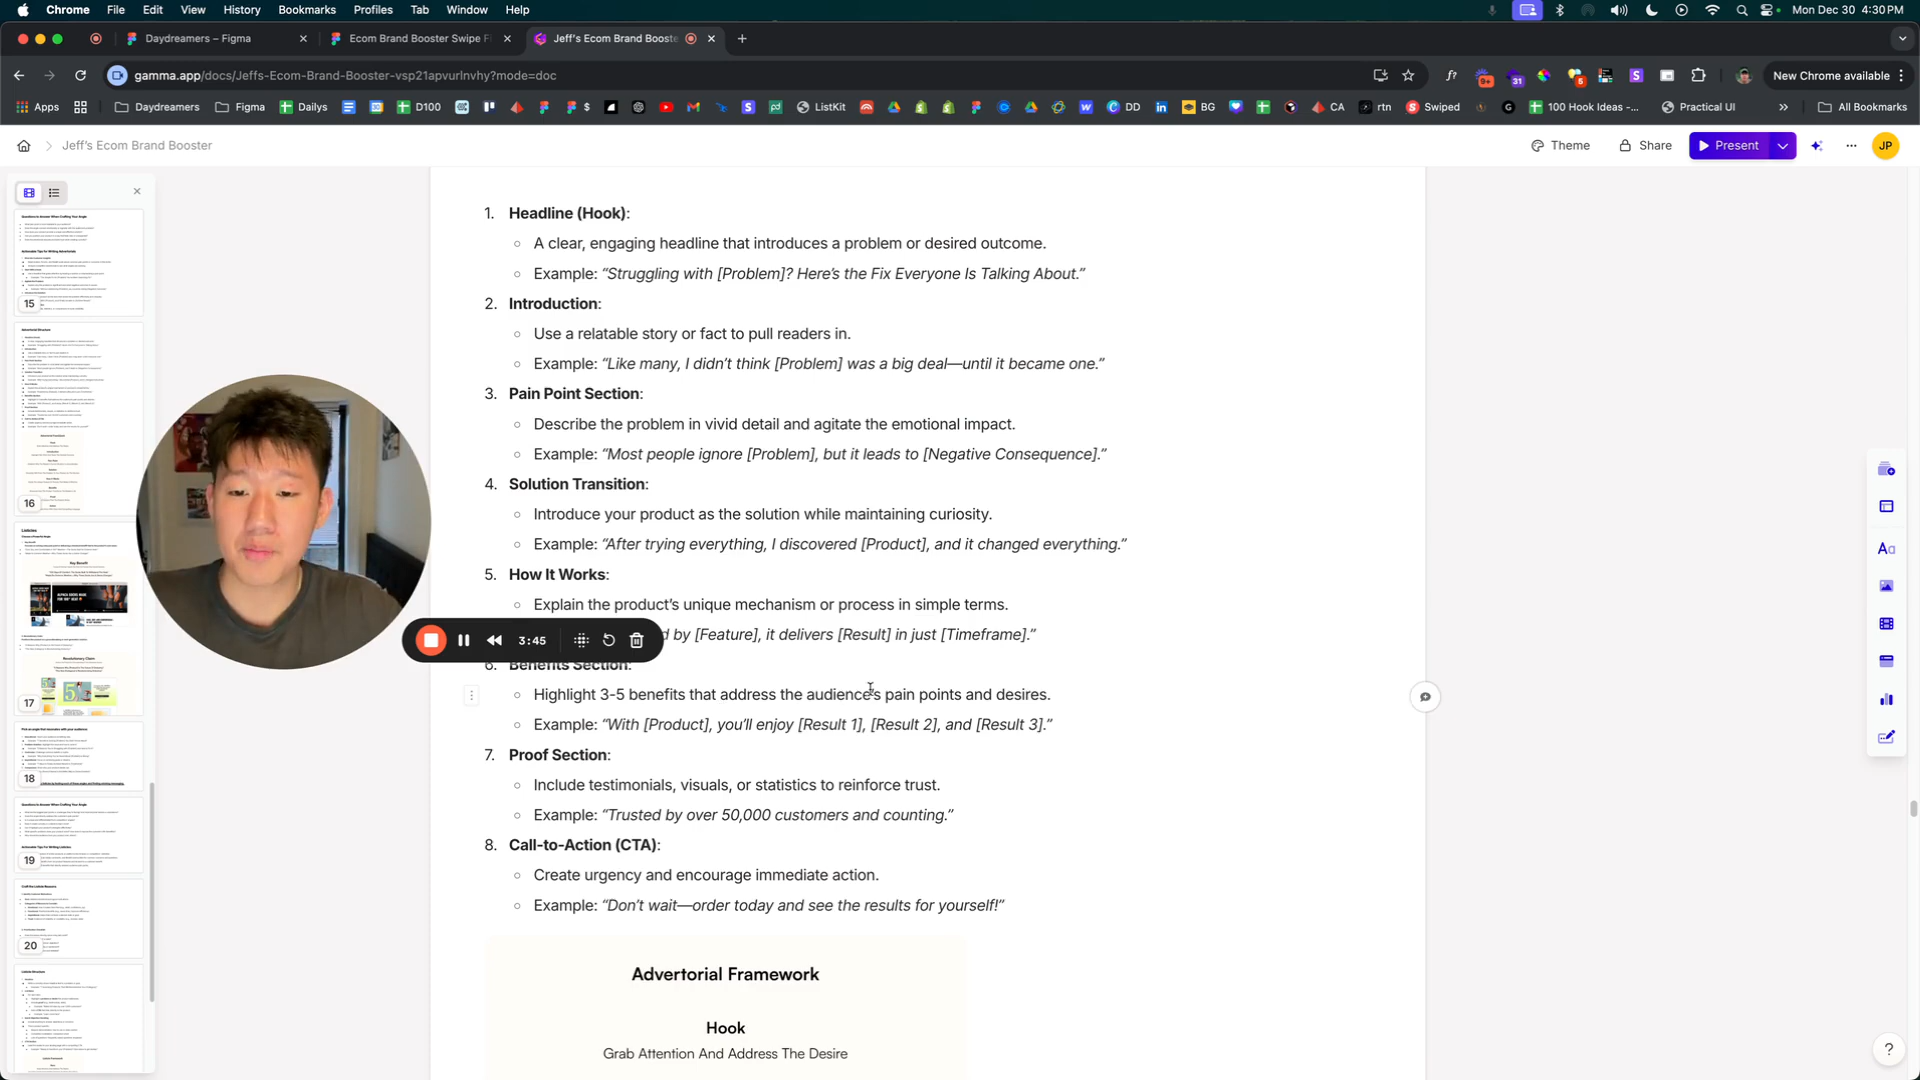 Chrome File Edit View History Bookmarks Profiles Tab Window Help
Mon Dec 30 4:30 PM
Daydreamers – Figma
Ecom Brand Booster Swipe Fi
Jeff's Ecom Brand Booste
gamma.app/docs/Jeffs-Ecom-Brand-Booster-vsp21apvurlnvhy?mode=doc
New Chrome available
Apps Daydreamers Figma Dailys D100 $ ListKit DD BG CA rtn Swiped 100 Hook Ideas -... Practical UI All Bookmarks
Jeff's Ecom Brand Booster
Theme Share Present JP
1. Headline (Hook):
A clear, engaging headline that introduces a problem or desired outcome.
Example: “Struggling with [Problem]? Here’s the Fix Everyone Is Talking About.”
2. Introduction:
Use a relatable story or fact to pull readers in.
Example: “Like many, I didn’t think [Problem] was a big deal—until it became one.”
3. Pain Point Section:
Describe the problem in vivid detail and agitate the emotional impact.
Example: “Most people ignore [Problem], but it leads to [Negative Consequence].”
4. Solution Transition:
Introduce your product as the solution while maintaining curiosity.
Example: “After trying everything, I discovered [Product], and it changed everything.”
5. How It Works:
Explain the product’s unique mechanism or process in simple terms.
by [Feature], it delivers [Result] in just [Timeframe].”
3:45
6. Benefits Section:
Highlight 3-5 benefits that address the audience’s pain points and desires.
Example: “With [Product], you’ll enjoy [Result 1], [Result 2], and [Result 3].”
7. Proof Section:
Include testimonials, visuals, or statistics to reinforce trust.
Example: “Trusted by over 50,000 customers and counting.”
8. Call-to-Action (CTA):
Create urgency and encourage immediate action.
Example: “Don’t wait—order today and see the results for yourself!”
Advertorial Framework
Hook
Grab Attention And Address The Desire
15
16
17
18
19
20